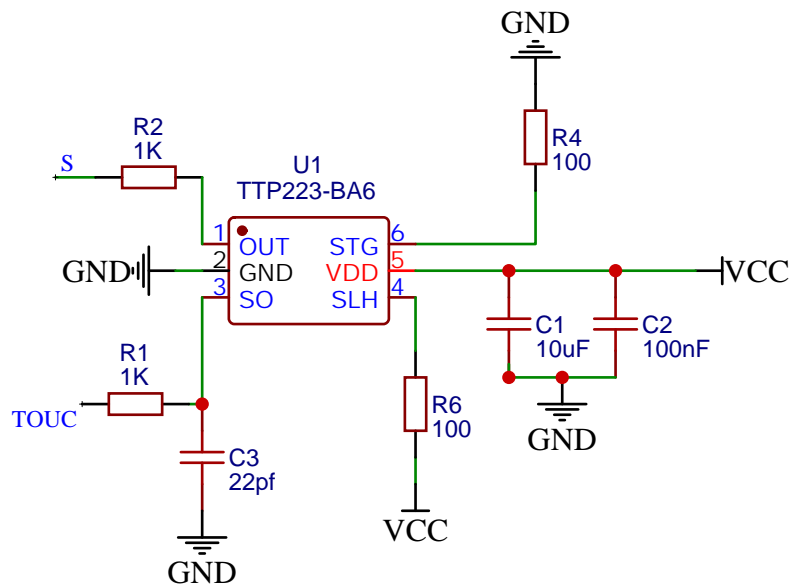 GND
R2
1K
S
R4
100
U1
TTP223-BA6
1
OUT
STG
6
GND
2
GND
VDD
5
VCC
3
SO
SLH
4
C1
10uF
C2
100nF
R1
1K
TOUC
R6
100
GND
C3
22pf
VCC
GND